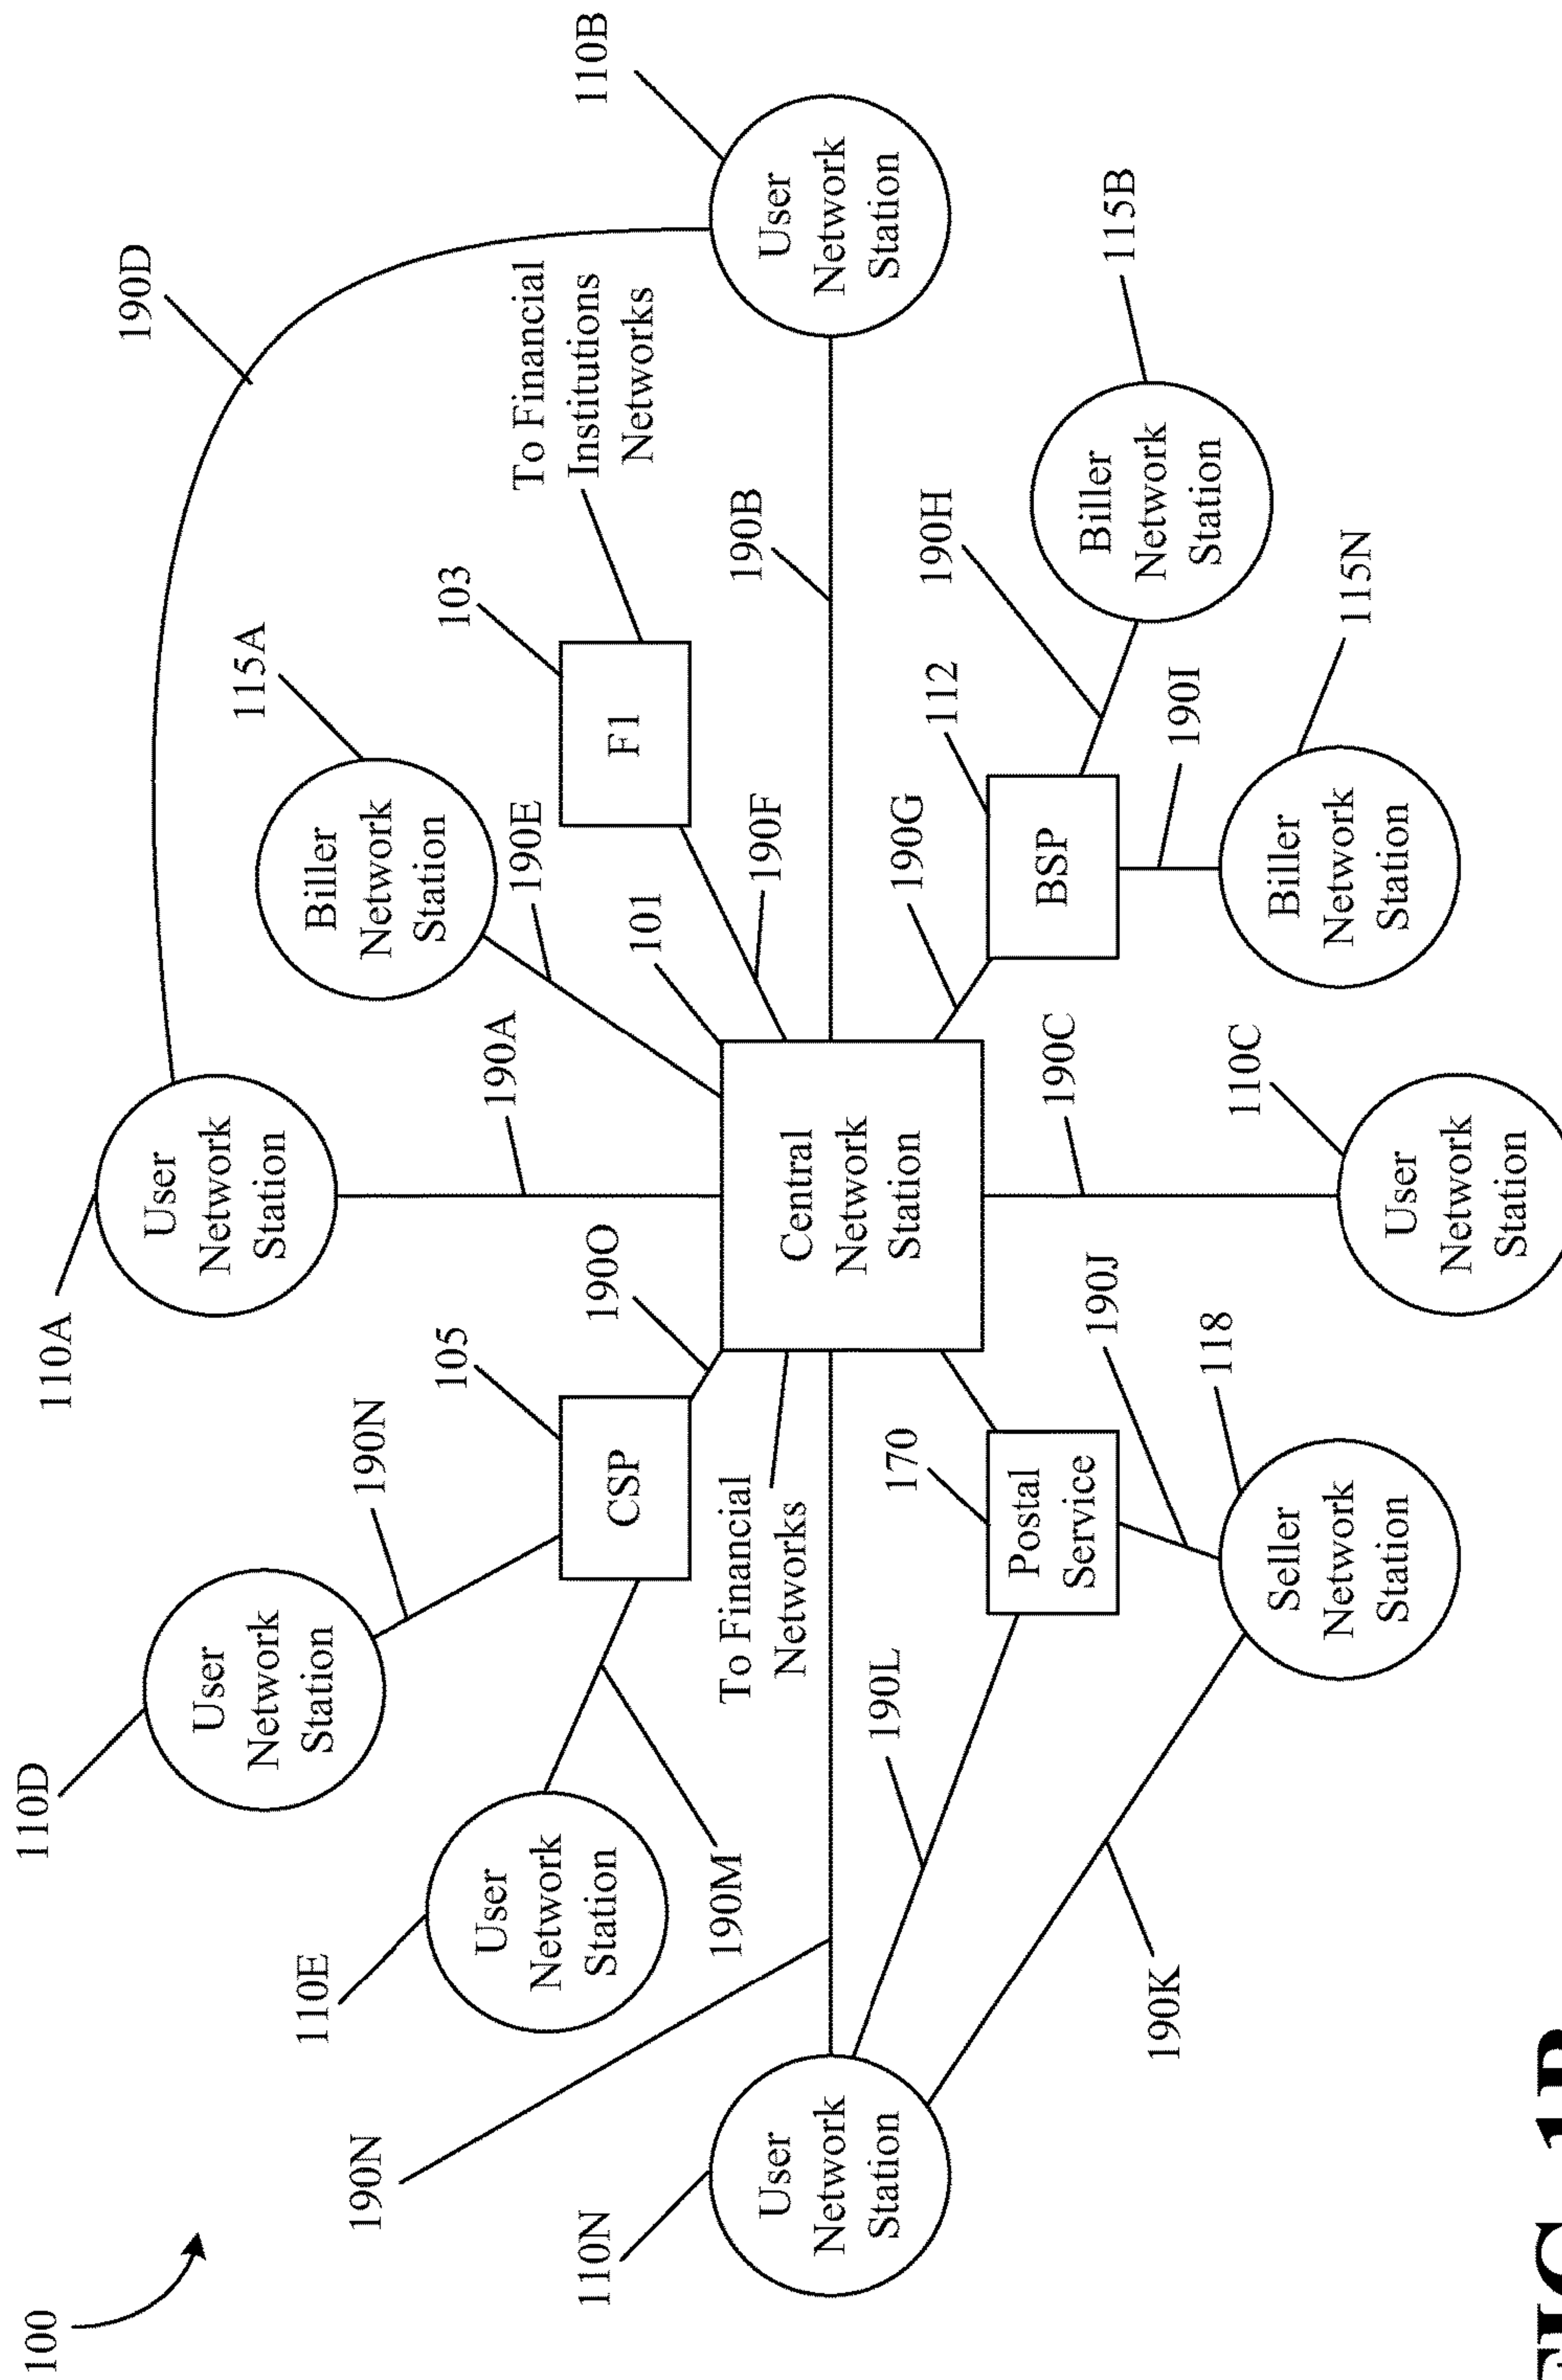 100
110D
110A
190D
110E
190N
190N
105
115A
User
Network
Station
User
Network
Station
Biller
Network
Station
110N
User
Network
Station
CSP
190O
190A
190E
103
F1
To Financial
Institutions
Networks
110B
190M
To Financial
Networks
101
190F
190B
User
Network
Station
Central
Network
Station
User
Network
Station
190L
170
190G
112
190H
115B
Postal
Service
BSP
Biller
Network
Station
190K
190J
118
190C
190I
110C
115N
Seller
Network
Station
User
Network
Station
Biller
Network
Station